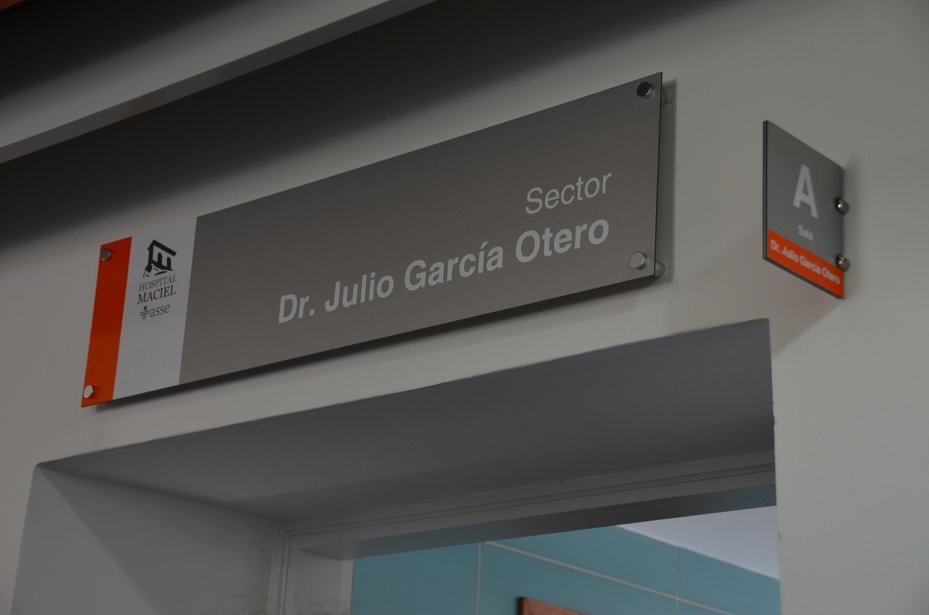 HOSPITAL
MACIEL
asse
Sector
Dr. Julio García Otero
A
Sala
Dr. Julio García Otero